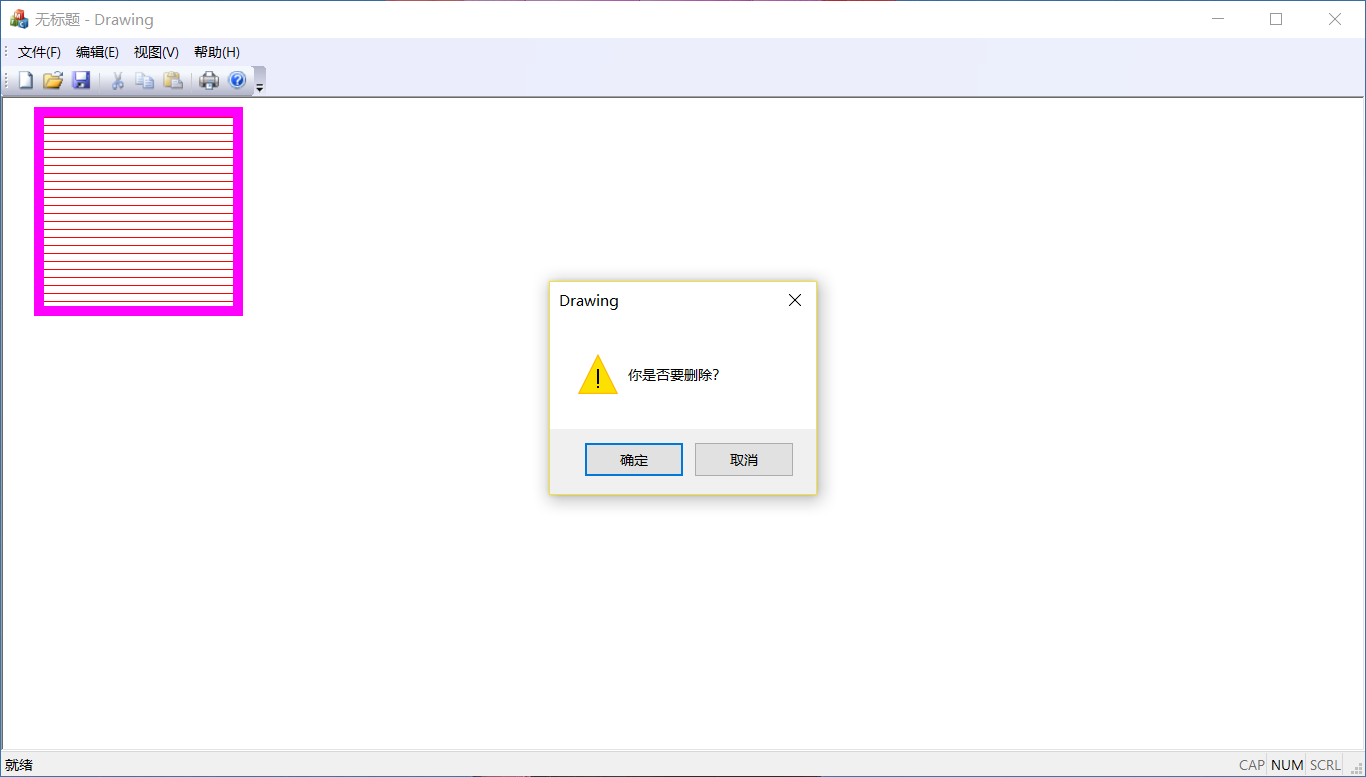 无标题 - Drawing
文件(F) 编辑(E) 视图(V) 帮助(H)
Drawing
你是否要删除?
确定 取消
就绪 CAP NUM SCRL